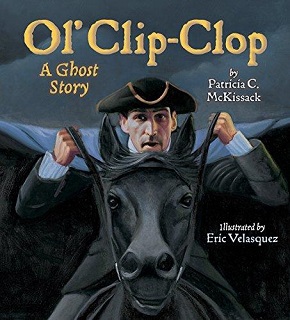 Ol' Clip-Clop
A Ghost
Story
by
Patricia C.
McKissack
Illustrated by
Eric Velasquez